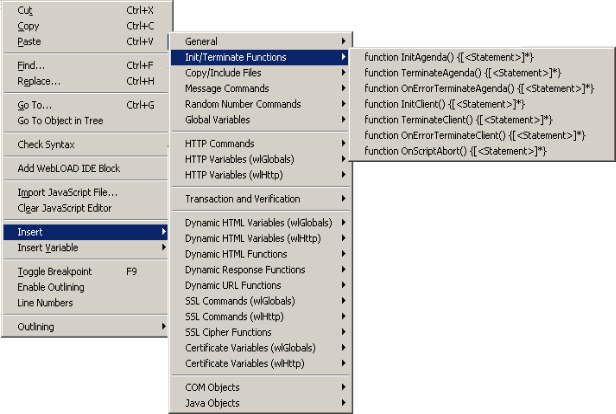 Cut Ctrl+X
Copy Ctrl+C
Paste Ctrl+V
Find... Ctrl+F
Replace... Ctrl+H
Go To... Ctrl+G
Go To Object in Tree
Check Syntax
Add WebLOAD IDE Block
Import JavaScript File...
Clear JavaScript Editor
Insert
Insert Variable
Toggle Breakpoint F9
Enable Outlining
Line Numbers
Outlining
General
Init/Terminate Functions
Copy/Include Files
Message Commands
Random Number Commands
Global Variables
HTTP Commands
HTTP Variables (wlGlobals)
HTTP Variables (wlHttp)
Transaction and Verification
Dynamic HTML Variables (wlGlobals)
Dynamic HTML Variables (wlHttp)
Dynamic HTML Functions
Dynamic Response Functions
Dynamic URL Functions
SSL Commands (wlGlobals)
SSL Commands (wlHttp)
SSL Cipher Functions
Certificate Variables (wlGlobals)
Certificate Variables (wlHttp)
COM Objects
Java Objects
function InitAgenda() {[<Statement>]*}
function TerminateAgenda() {[<Statement>]*}
function OnErrorTerminateAgenda() {[<Statement>]*}
function InitClient() {[<Statement>]*}
function TerminateClient() {[<Statement>]*}
function OnErrorTerminateClient() {[<Statement>]*}
function OnScriptAbort() {[<Statement>]*}